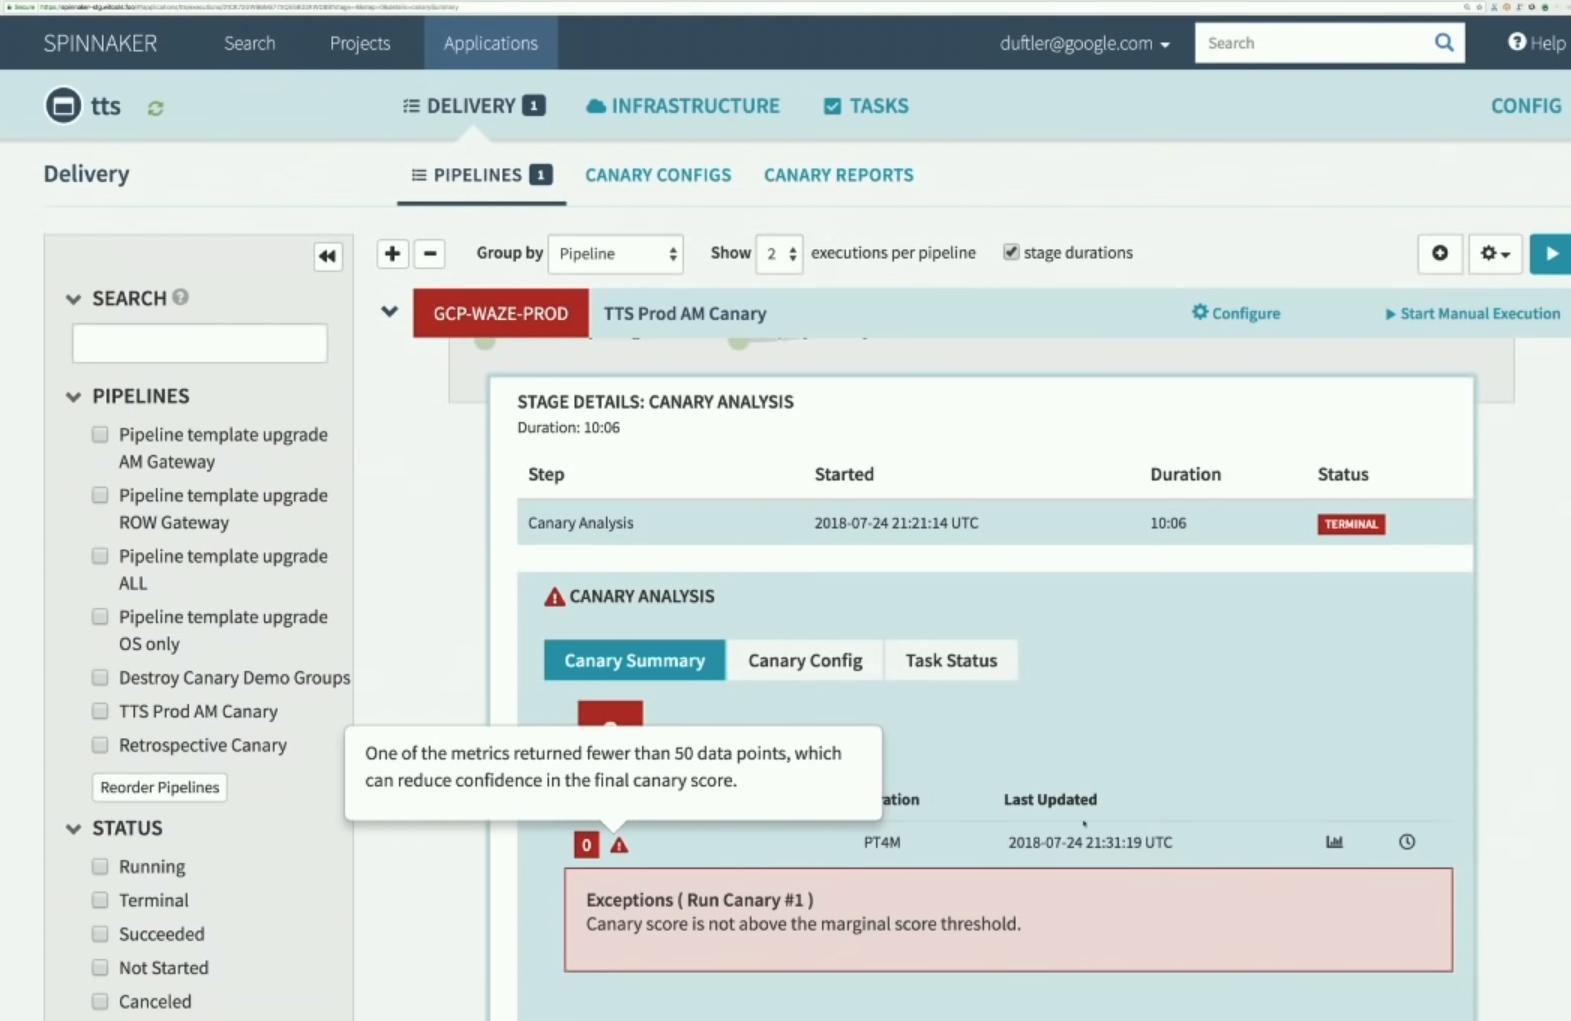 Secure
SPINNAKER
Search
Projects
Applications
duftler@google.com
Search
Help
tts
DELIVERY 1
INFRASTRUCTURE
TASKS
CONFIG
Delivery
PIPELINES 1
CANARY CONFIGS
CANARY REPORTS
Group by
Pipeline
Show
2
executions per pipeline
stage durations
SEARCH
PIPELINES
Pipeline template upgrade
AM Gateway
Pipeline template upgrade
ROW Gateway
Pipeline template upgrade
ALL
Pipeline template upgrade
OS only
Destroy Canary Demo Groups
TTS Prod AM Canary
Retrospective Canary
Reorder Pipelines
STATUS
Running
Terminal
Succeeded
Not Started
Canceled
GCP-WAZE-PROD
TTS Prod AM Canary
Configure
Start Manual Execution
STAGE DETAILS: CANARY ANALYSIS
Duration: 10:06
Step Started Duration Status
Canary Analysis 2018-07-24 21:21:14 UTC 10:06 TERMINAL
CANARY ANALYSIS
Canary Summary
Canary Config
Task Status
One of the metrics returned fewer than 50 data points, which
can reduce confidence in the final canary score.
ation Last Updated
0 PT4M 2018-07-24 21:31:19 UTC
Exceptions ( Run Canary #1 )
Canary score is not above the marginal score threshold.